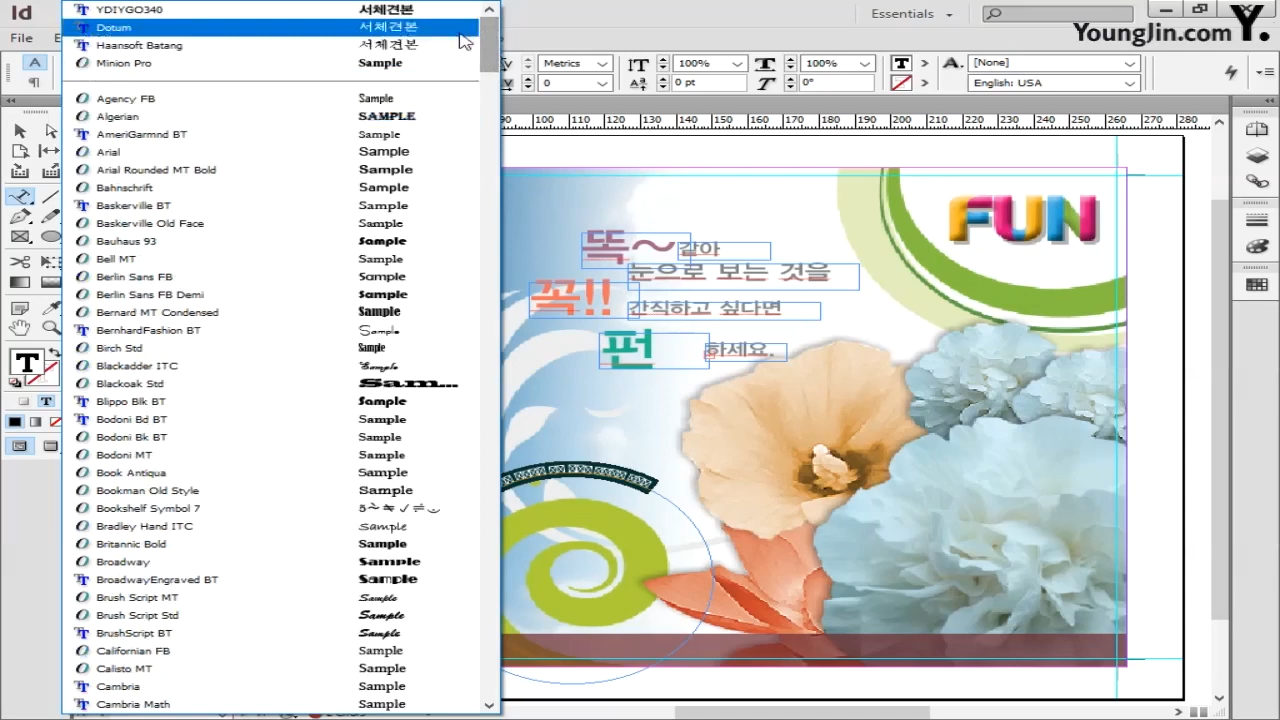 Id
YDIYGO340 서체견본
Essentials
YoungJin.com Y.
Dotum 서체견본
File
Haansoft Batang 서체견본
Minion Pro Sample
Metrics 100% 100% [None]
0 0 pt 0° English: USA
Agency FB Sample
Algerian SAMPLE
90 100 110 120 130 140 150 160 170 180 190 200 210 220 230 240 250 260 270 280
AmeriGarmnd BT Sample
Arial Sample
Arial Rounded MT Bold Sample
Bahnschrift Sample
Baskerville BT Sample
Baskerville Old Face Sample
FUN
Bauhaus 93 Sample
똑~같아
Bell MT Sample
눈으로 보는 것을
Berlin Sans FB Sample
Berlin Sans FB Demi Sample
꼭!! 간직하고 싶다면
Bernard MT Condensed Sample
BernhardFashion BT Sample
Birch Std Sample
펀 하세요.
Blackadder ITC Sample
Blackoak Std Sam...
Blippo Blk BT Sample
Bodoni Bd BT Sample
Bodoni Bk BT Sample
Bodoni MT Sample
Book Antiqua Sample
Bookman Old Style Sample
Bookshelf Symbol 7
Bradley Hand ITC Sample
Britannic Bold Sample
Broadway Sample
BroadwayEngraved BT Sample
Brush Script MT Sample
Brush Script Std Sample
BrushScript BT Sample
Californian FB Sample
Calisto MT Sample
Cambria Sample
Cambria Math Sample